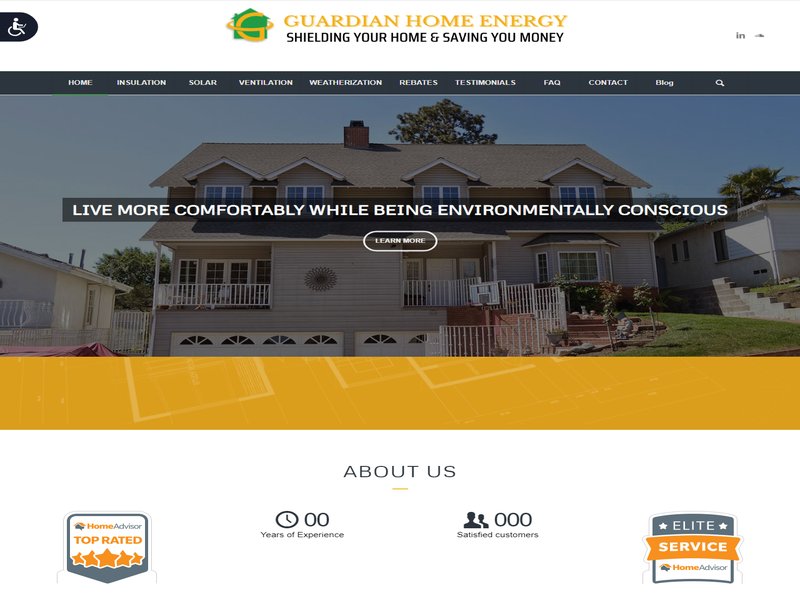 GUARDIAN HOME ENERGY
SHIELDING YOUR HOME & SAVING YOU MONEY
in
HOME INSULATION SOLAR VENTILATION WEATHERIZATION REBATES TESTIMONIALS FAQ CONTACT Blog
LIVE MORE COMFORTABLY WHILE BEING ENVIRONMENTALLY CONSCIOUS
LEARN MORE
ABOUT US
HomeAdvisor
TOP RATED
00
Years of Experience
000
Satisfied customers
ELITE
SERVICE
HomeAdvisor